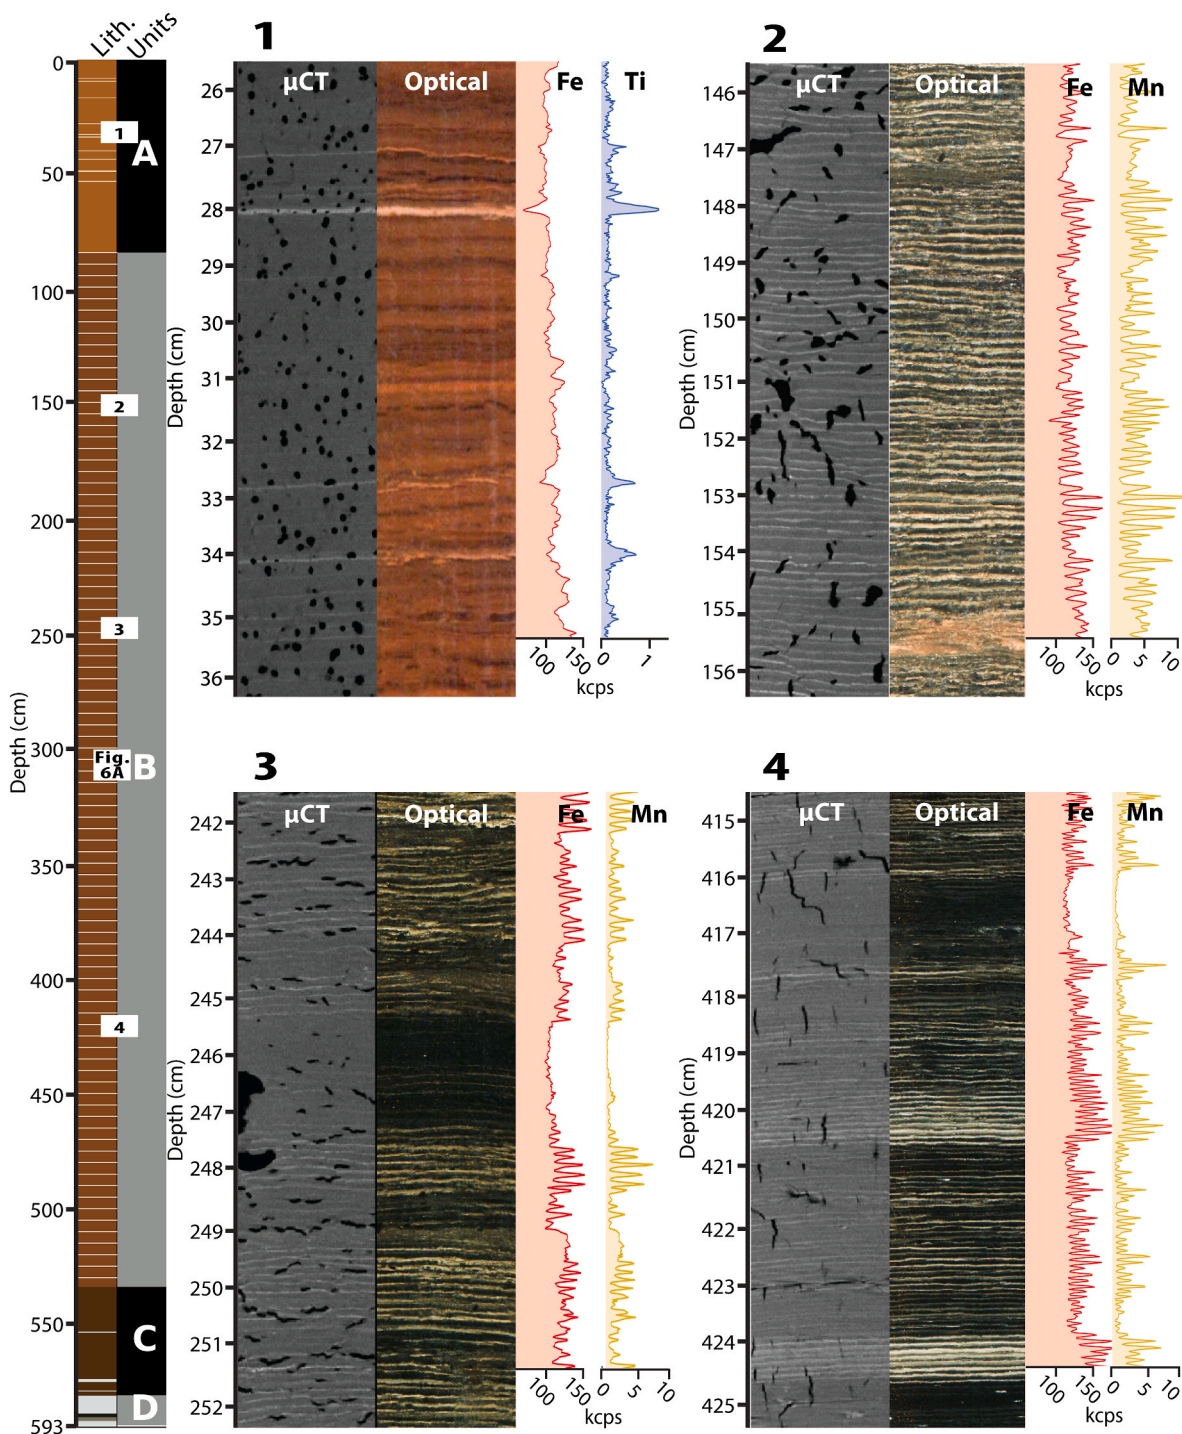 Lith.
Units
0
50
100
150
200
250
300
350
400
450
500
550
593
Depth (cm)
1
2
3
Fig.
6A
4
A
B
C
D
1
µCT
Optical
Fe
Ti
26
27
28
29
30
31
32
33
34
35
36
Depth (cm)
100
150
0
1
kcps
2
µCT
Optical
Fe
Mn
146
147
148
149
150
151
152
153
154
155
156
Depth (cm)
100
150
0
5
10
kcps
3
µCT
Optical
Fe
Mn
242
243
244
245
246
247
248
249
250
251
252
Depth (cm)
100
150
0
5
10
kcps
4
µCT
Optical
Fe
Mn
415
416
417
418
419
420
421
422
423
424
425
Depth (cm)
100
150
0
5
10
kcps